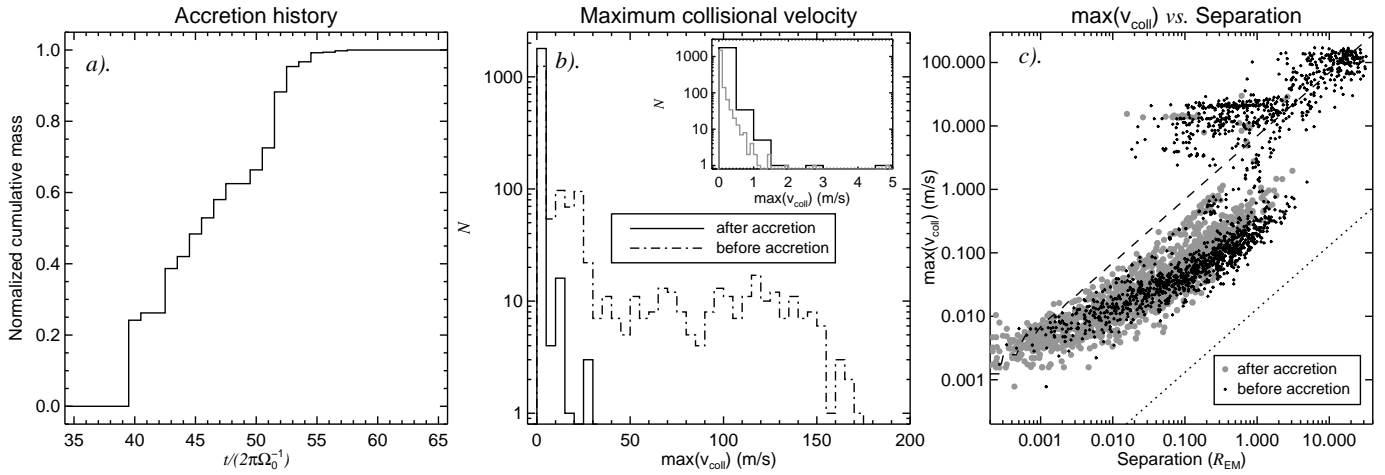 Accretion history
Normalized cumulative mass
a).
1.0
0.8
0.6
0.4
0.2
0.0
34 40 45 50 55 60 65
t/(2πΩ₀⁻¹)
Maximum collisional velocity
N
b).
1000
100
10
1
0 50 100 150 200
max(v_coll) (m/s)
N
1000
100
10
1
0 1 2 3 4 5
max(v_coll) (m/s)
after accretion
before accretion
max(v_coll) vs. Separation
max(v_coll) (m/s)
c).
100.000
10.000
1.000
0.100
0.010
0.001
after accretion
before accretion
0.001 0.010 0.100 1.000 10.000
Separation (R_EM)